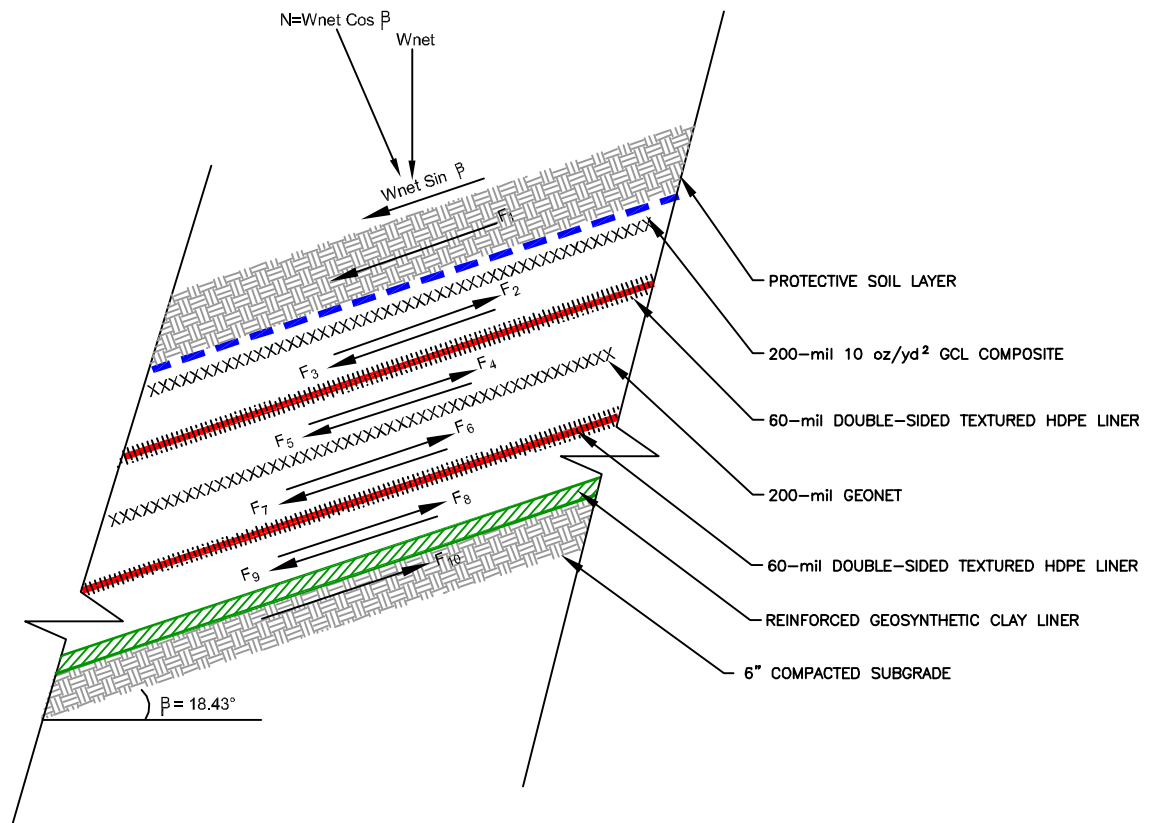 N=Wnet Cos β
Wnet
Wnet Sin β
F₁
F₂
F₃
F₄
F₅
F₆
F₇
F₈
F₉
F₁₀
PROTECTIVE SOIL LAYER
200-mil 10 oz/yd² GCL COMPOSITE
60-mil DOUBLE-SIDED TEXTURED HDPE LINER
200-mil GEONET
60-mil DOUBLE-SIDED TEXTURED HDPE LINER
REINFORCED GEOSYNTHETIC CLAY LINER
6" COMPACTED SUBGRADE
β = 18.43°